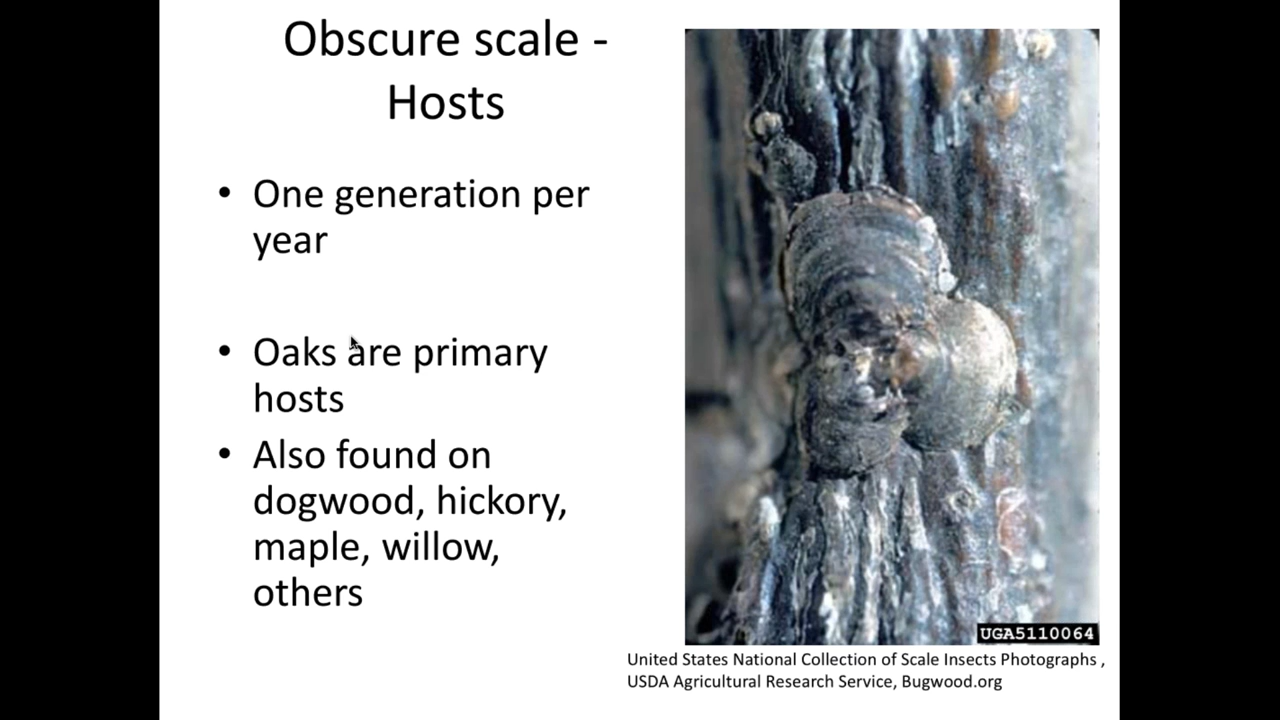 Obscure scale -
Hosts
• One generation per
year
• Oaks are primary
hosts
• Also found on
dogwood, hickory,
maple, willow,
others
UGA5110064
United States National Collection of Scale Insects Photographs ,
USDA Agricultural Research Service, Bugwood.org